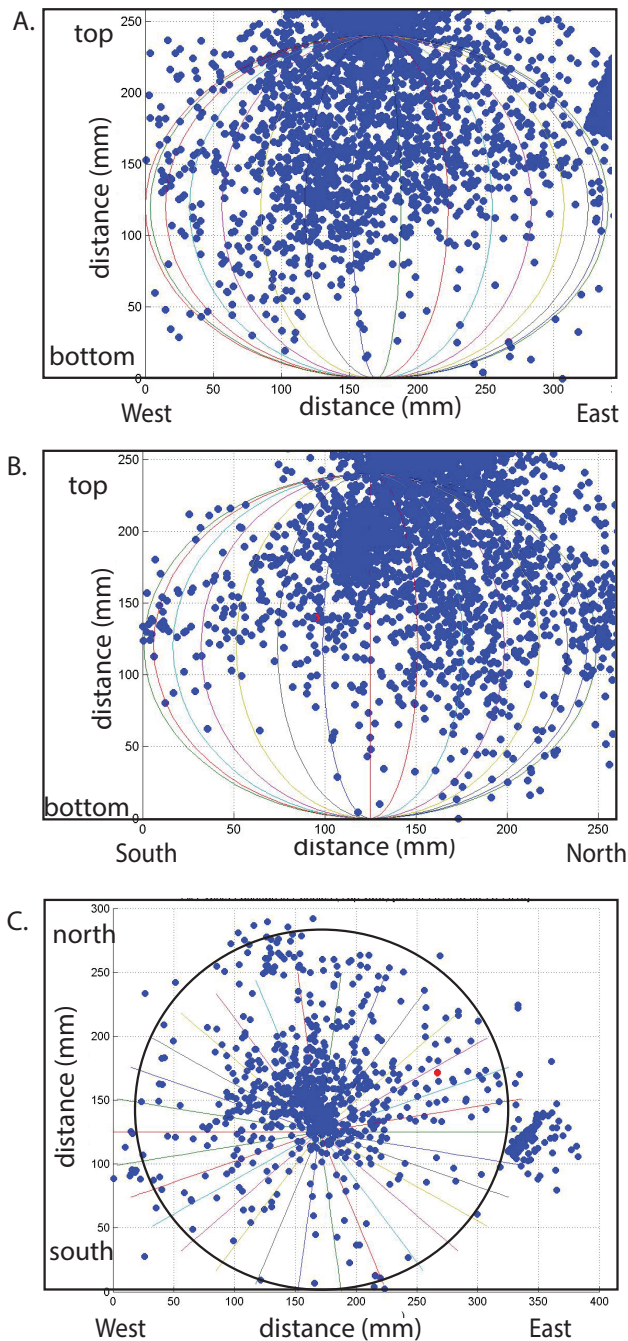 A.
top
250
200
150
100
50
0
distance (mm)
bottom
0 50 100 150 200 250 300
West distance (mm) East
B.
top
250
200
150
100
50
0
distance (mm)
bottom
0 50 100 150 200 250
South distance (mm) North
C.
300
north
250
200
150
100
50
0
distance (mm)
south
0 50 100 150 200 250 300 350 400
West distance (mm) East